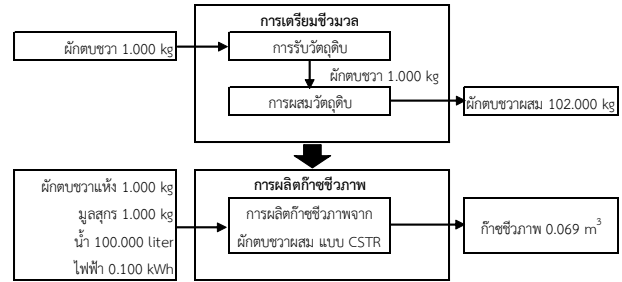 การเตรียมชีวมวล
ผักตบชวา 1.000 kg
การรับวัตถุดิบ
ผักตบชวา 1.000 kg
การผสมวัตถุดิบ
ผักตบชวาผสม 102.000 kg
ผักตบชวาแห้ง 1.000 kg
มูลสุกร 1.000 kg
น้ำ 100.000 liter
ไฟฟ้า 0.100 kWh
การผลิตก๊าซชีวภาพ
การผลิตก๊าซชีวภาพจาก
ผักตบชวาผสม แบบ CSTR
ก๊าซชีวภาพ 0.069 m³